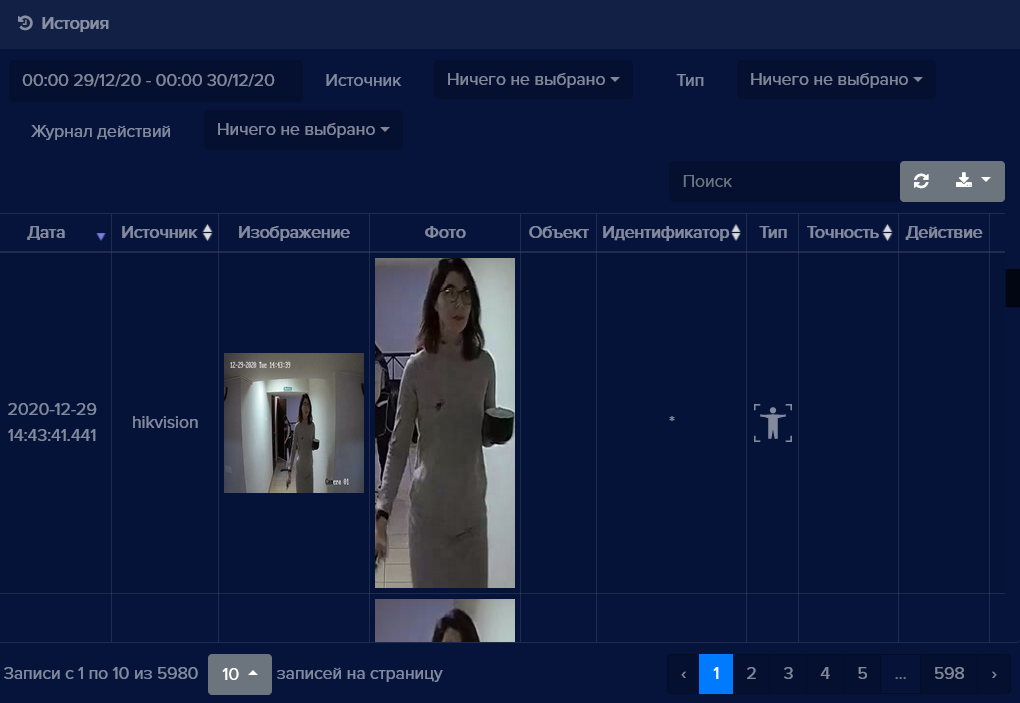 История
00:00 29/12/20 - 00:00 30/12/20 Источник Ничего не выбрано Тип Ничего не выбрано
Журнал действий Ничего не выбрано
Поиск
Дата Источник Изображение Фото Объект Идентификатор Тип Точность Действие
12-29-2020 Tue 14:43:39
2020-12-29
14:43:41.441
hikvision
*
Camera 01
Записи с 1 по 10 из 5980 10 записей на страницу
‹ 1 2 3 4 5 ... 598 ›